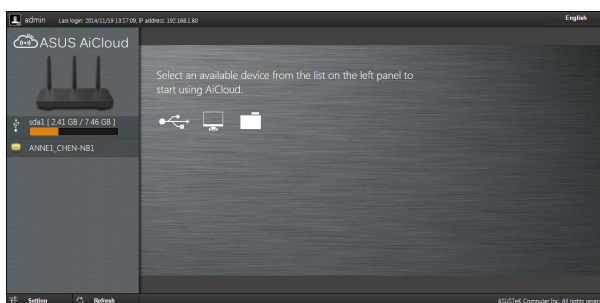 admin Last login: 2014/11/19 13:57:09, IP address: 192.168.1.80 English
ASUS AiCloud
Select an available device from the list on the left panel to
start using AiCloud.
sda1 [ 2.41 GB / 7.46 GB ]
ANNE1_CHEN-NB1
Setting Refresh ASUSTeK Computer Inc. All rights reser